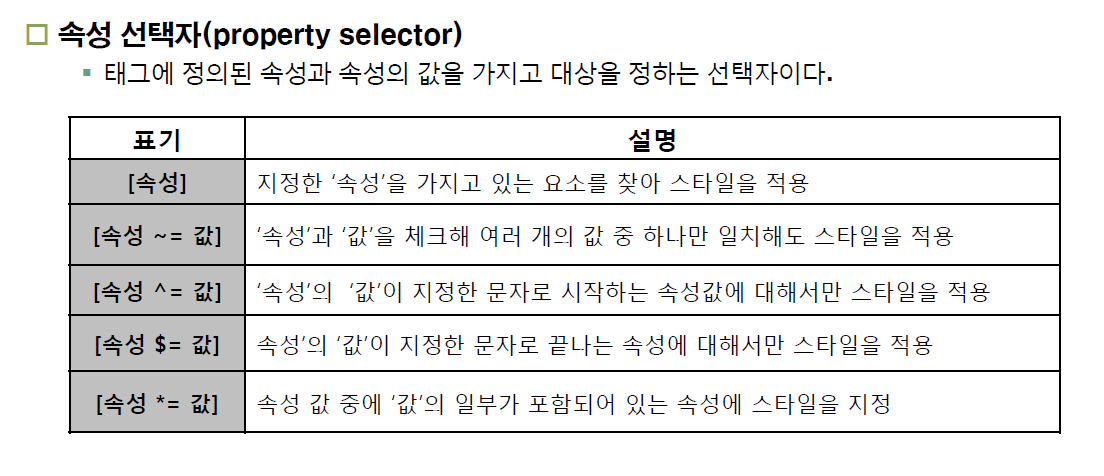 속성 선택자(property selector)
태그에 정의된 속성과 속성의 값을 가지고 대상을 정하는 선택자이다.
표기 설명
[속성] 지정한 ‘속성’을 가지고 있는 요소를 찾아 스타일을 적용
[속성 ~= 값] ‘속성’과 ‘값’을 체크해 여러 개의 값 중 하나만 일치해도 스타일을 적용
[속성 ^= 값] ‘속성’의 ‘값’이 지정한 문자로 시작하는 속성값에 대해서만 스타일을 적용
[속성 $= 값] 속성’의 ‘값’이 지정한 문자로 끝나는 속성에 대해서만 스타일을 적용
[속성 *= 값] 속성 값 중에 ‘값’의 일부가 포함되어 있는 속성에 스타일을 지정